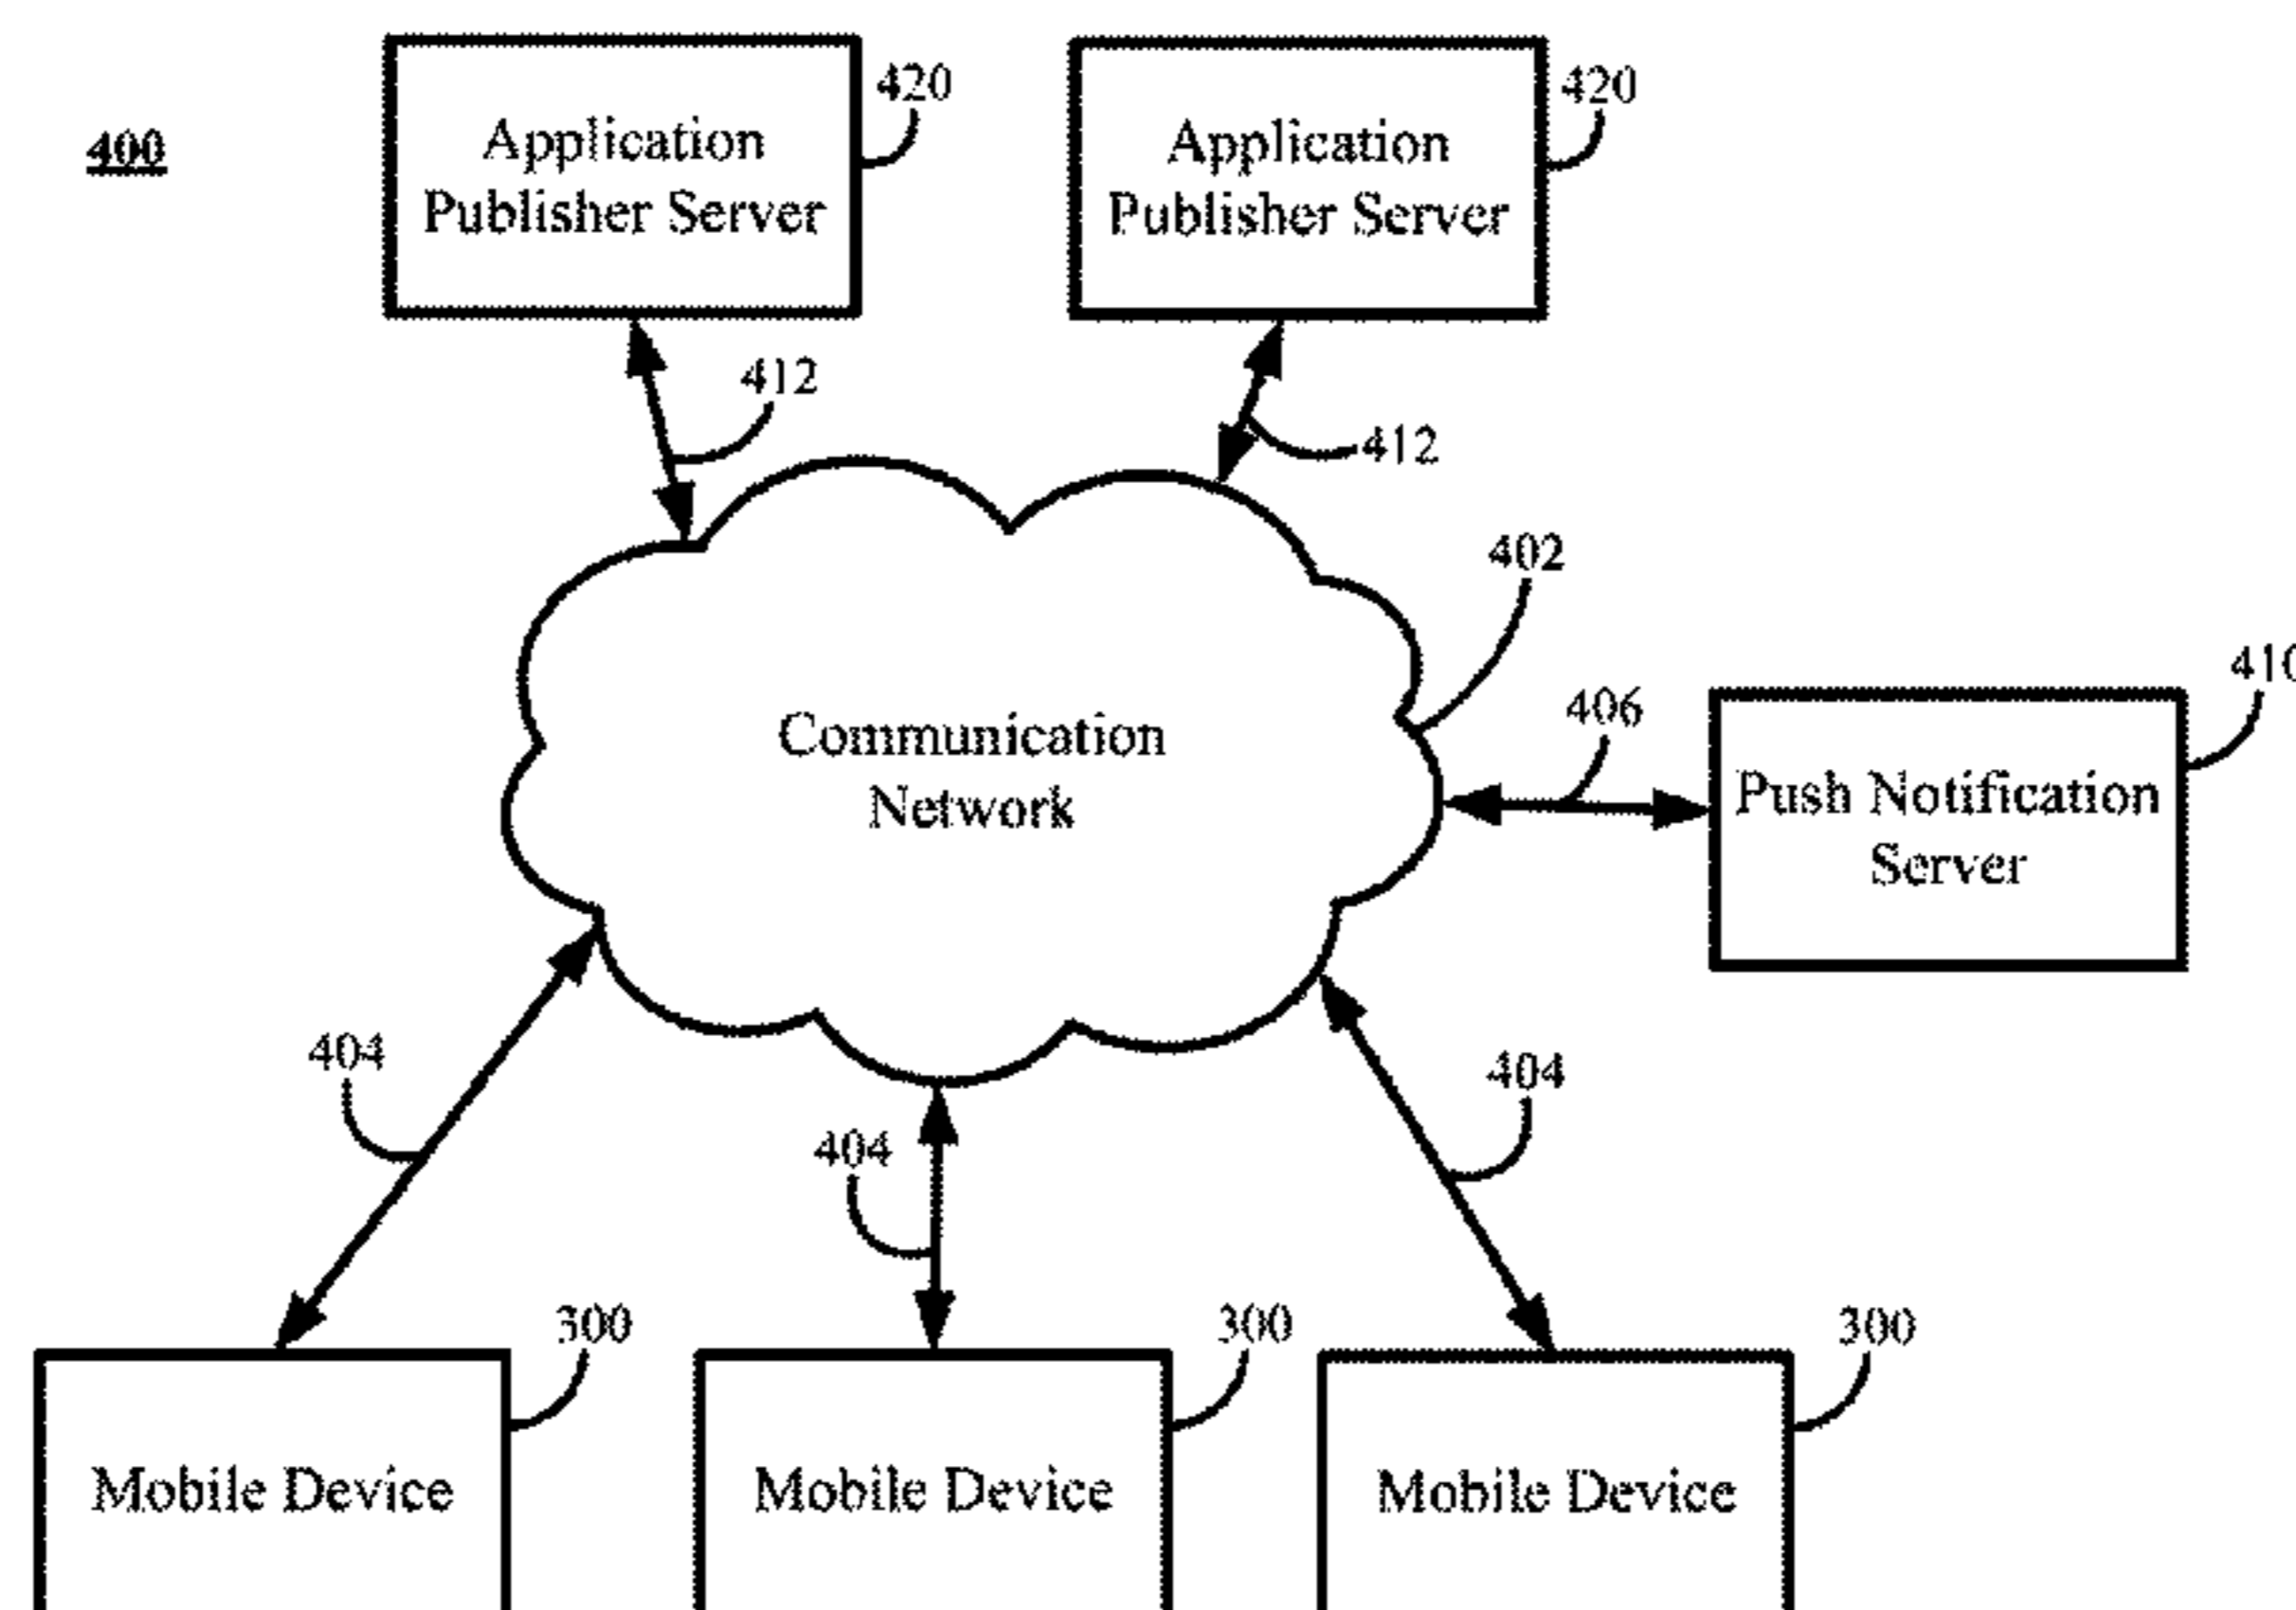 400
420
420
Application
Publisher Server
Application
Publisher Server
412
412
402
410
406
Communication
Network
Push Notification
Server
404
404
404
300
300
300
Mobile Device
Mobile Device
Mobile Device